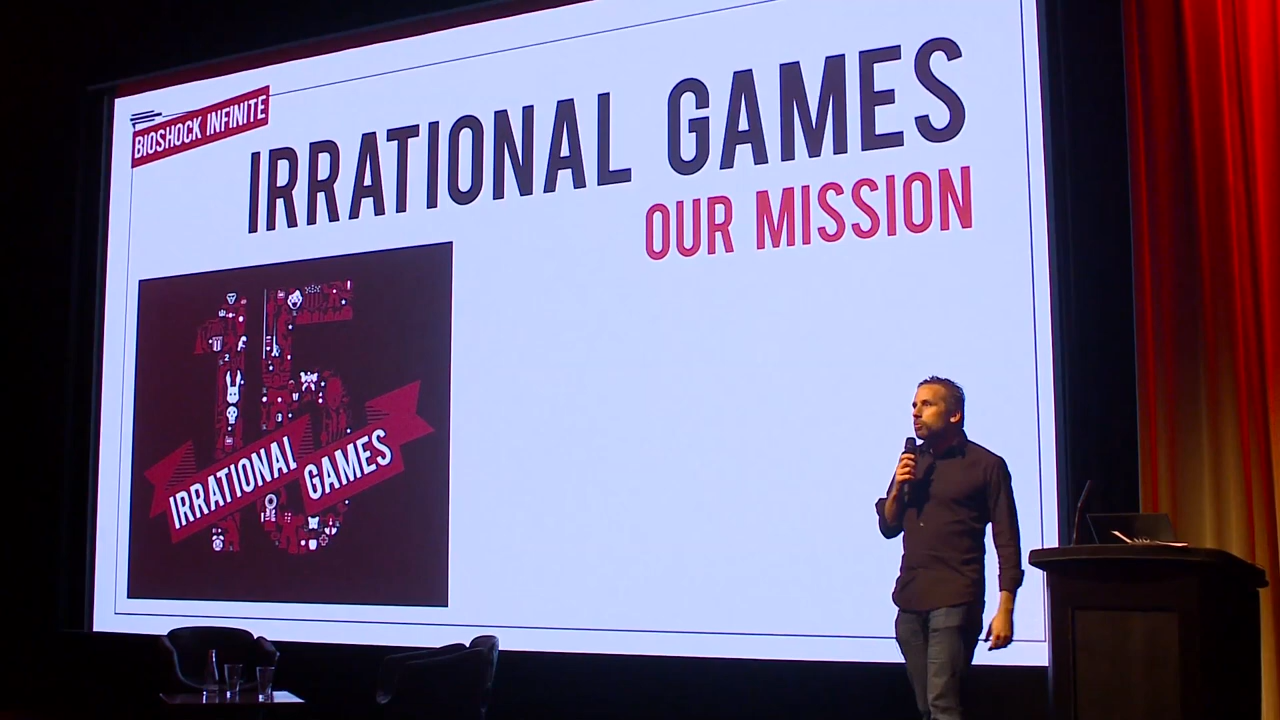 BIOSHOCK INFINITE
IRRATIONAL GAMES
OUR MISSION
IRRATIONAL GAMES